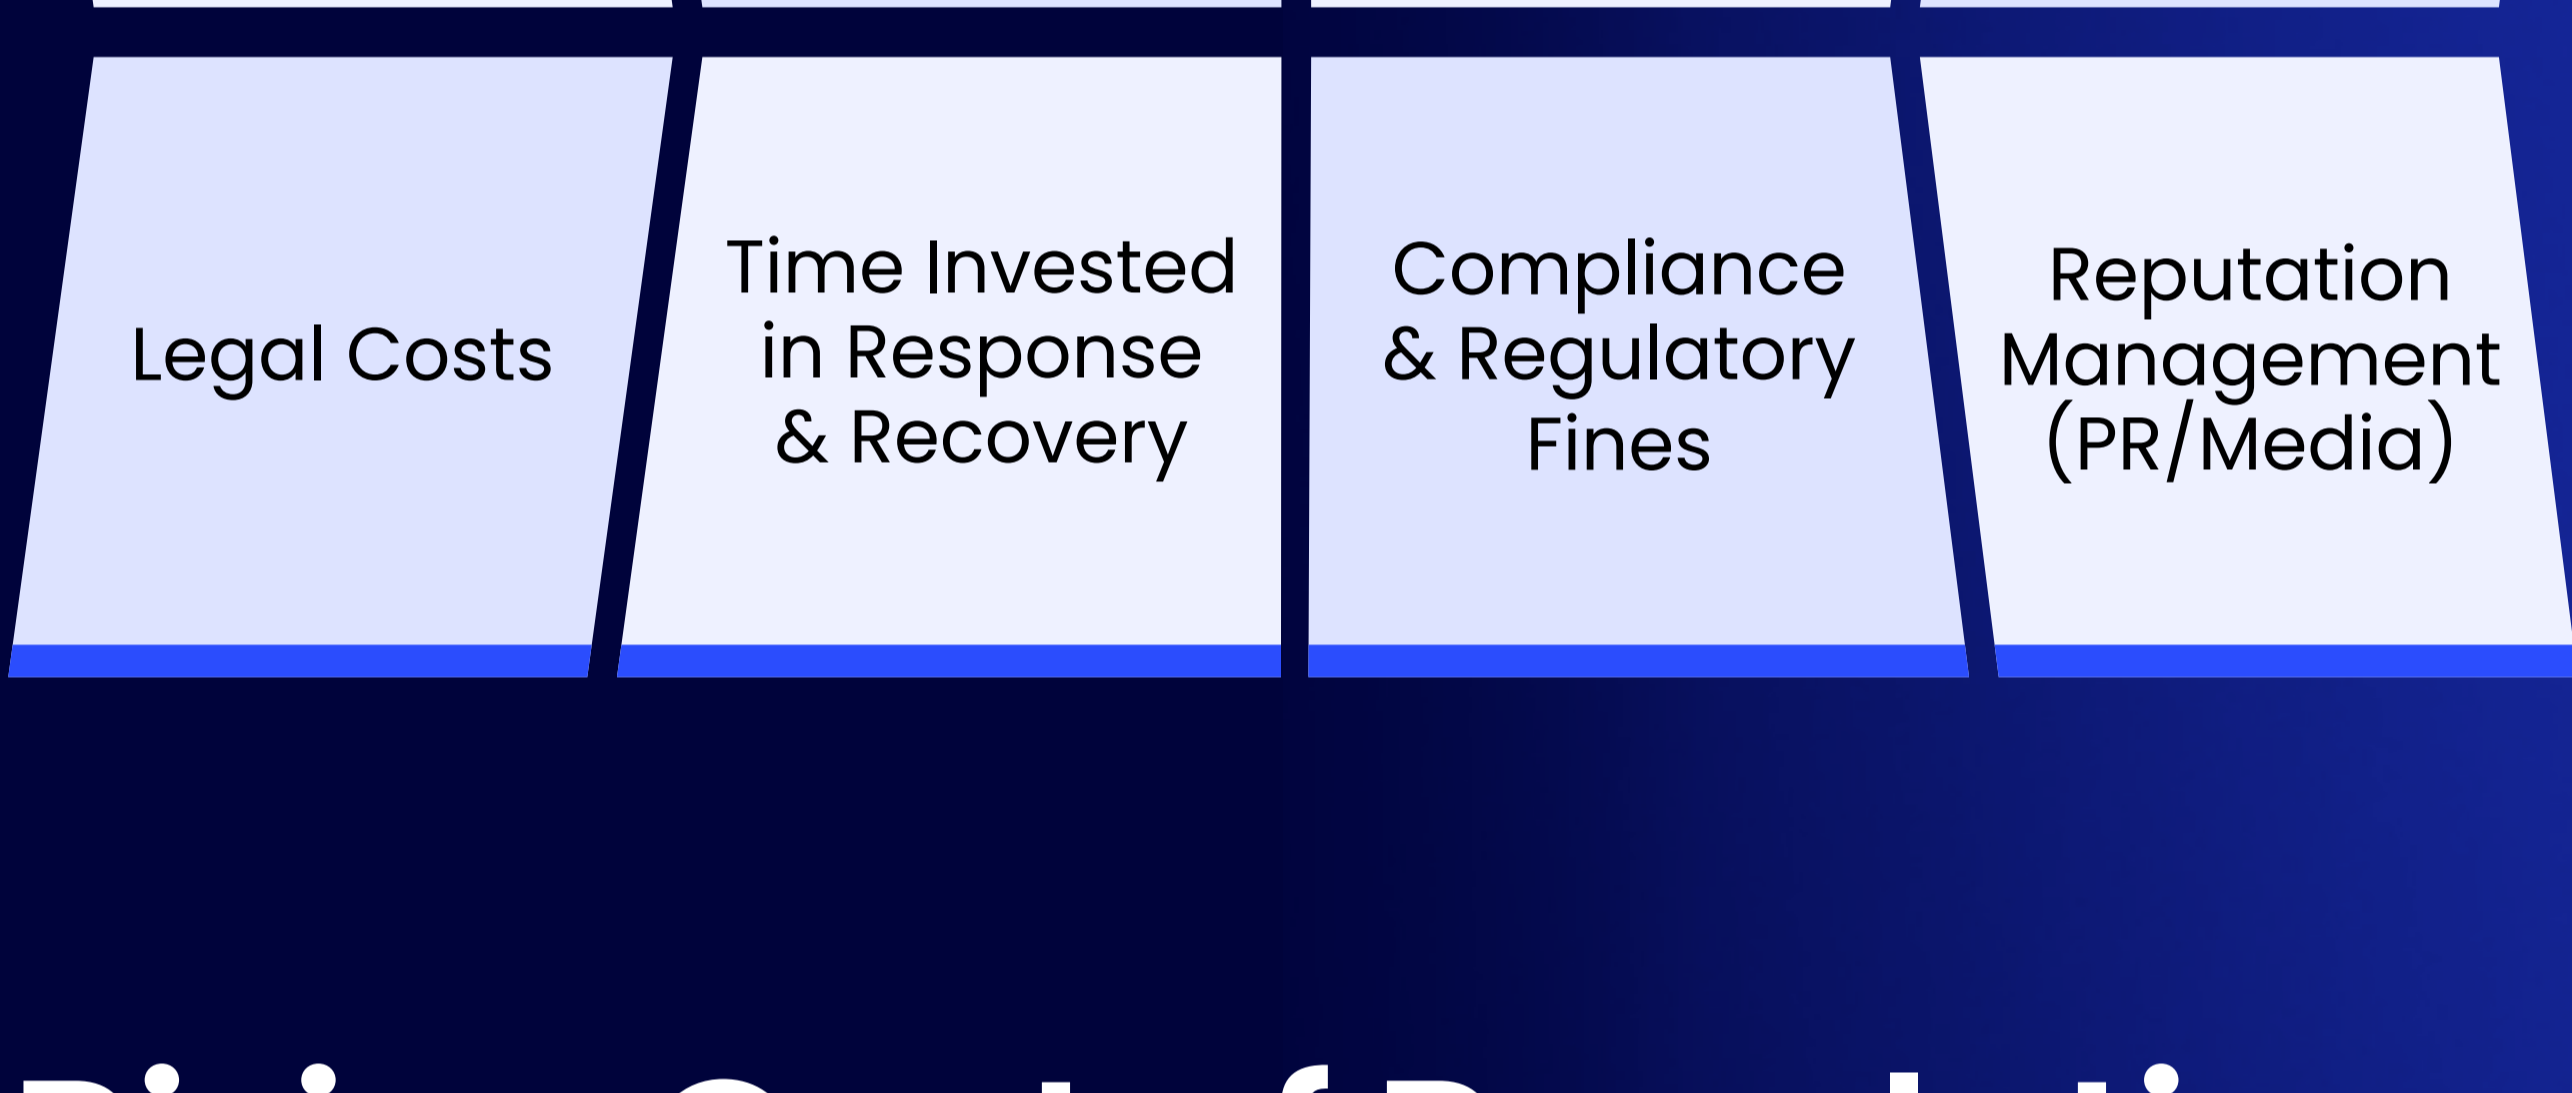 Legal Costs
Time Invested
in Response
& Recovery
Compliance
& Regulatory
Fines
Reputation
Management
(PR/Media)